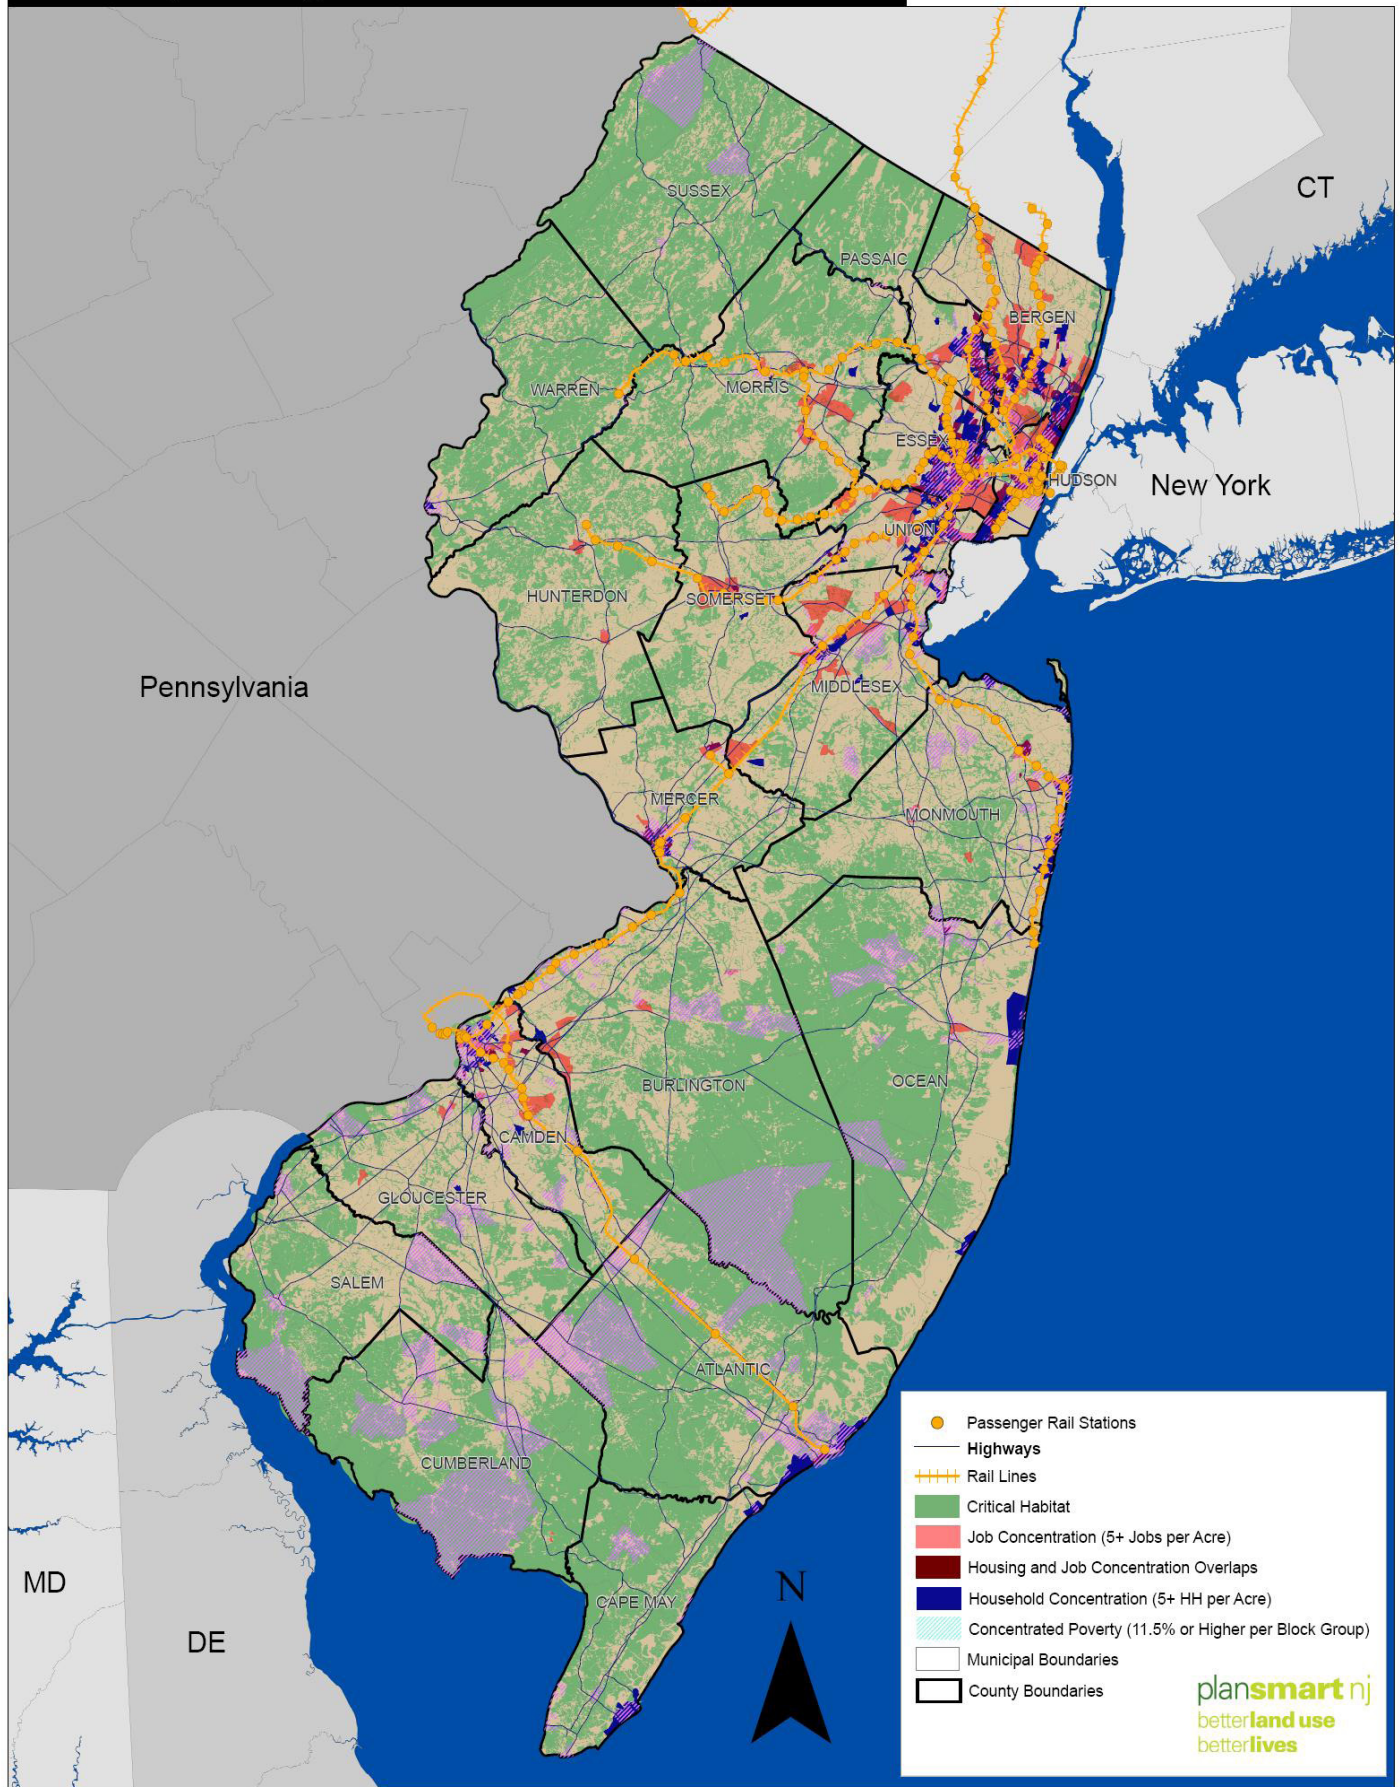 CT
SUSSEX
PASSAIC
BERGEN
WARREN
MORRIS
ESSEX
HUDSON
New York
UNION
HUNTERDON
SOMERSET
Pennsylvania
MIDDLESEX
MERCER
MONMOUTH
BURLINGTON
OCEAN
CAMDEN
GLOUCESTER
SALEM
ATLANTIC
CUMBERLAND
CAPE MAY
MD
DE
N
Passenger Rail Stations
Highways
Rail Lines
Critical Habitat
Job Concentration (5+ Jobs per Acre)
Housing and Job Concentration Overlaps
Household Concentration (5+ HH per Acre)
Concentrated Poverty (11.5% or Higher per Block Group)
Municipal Boundaries
County Boundaries
plansmart nj
betterland use
betterlives